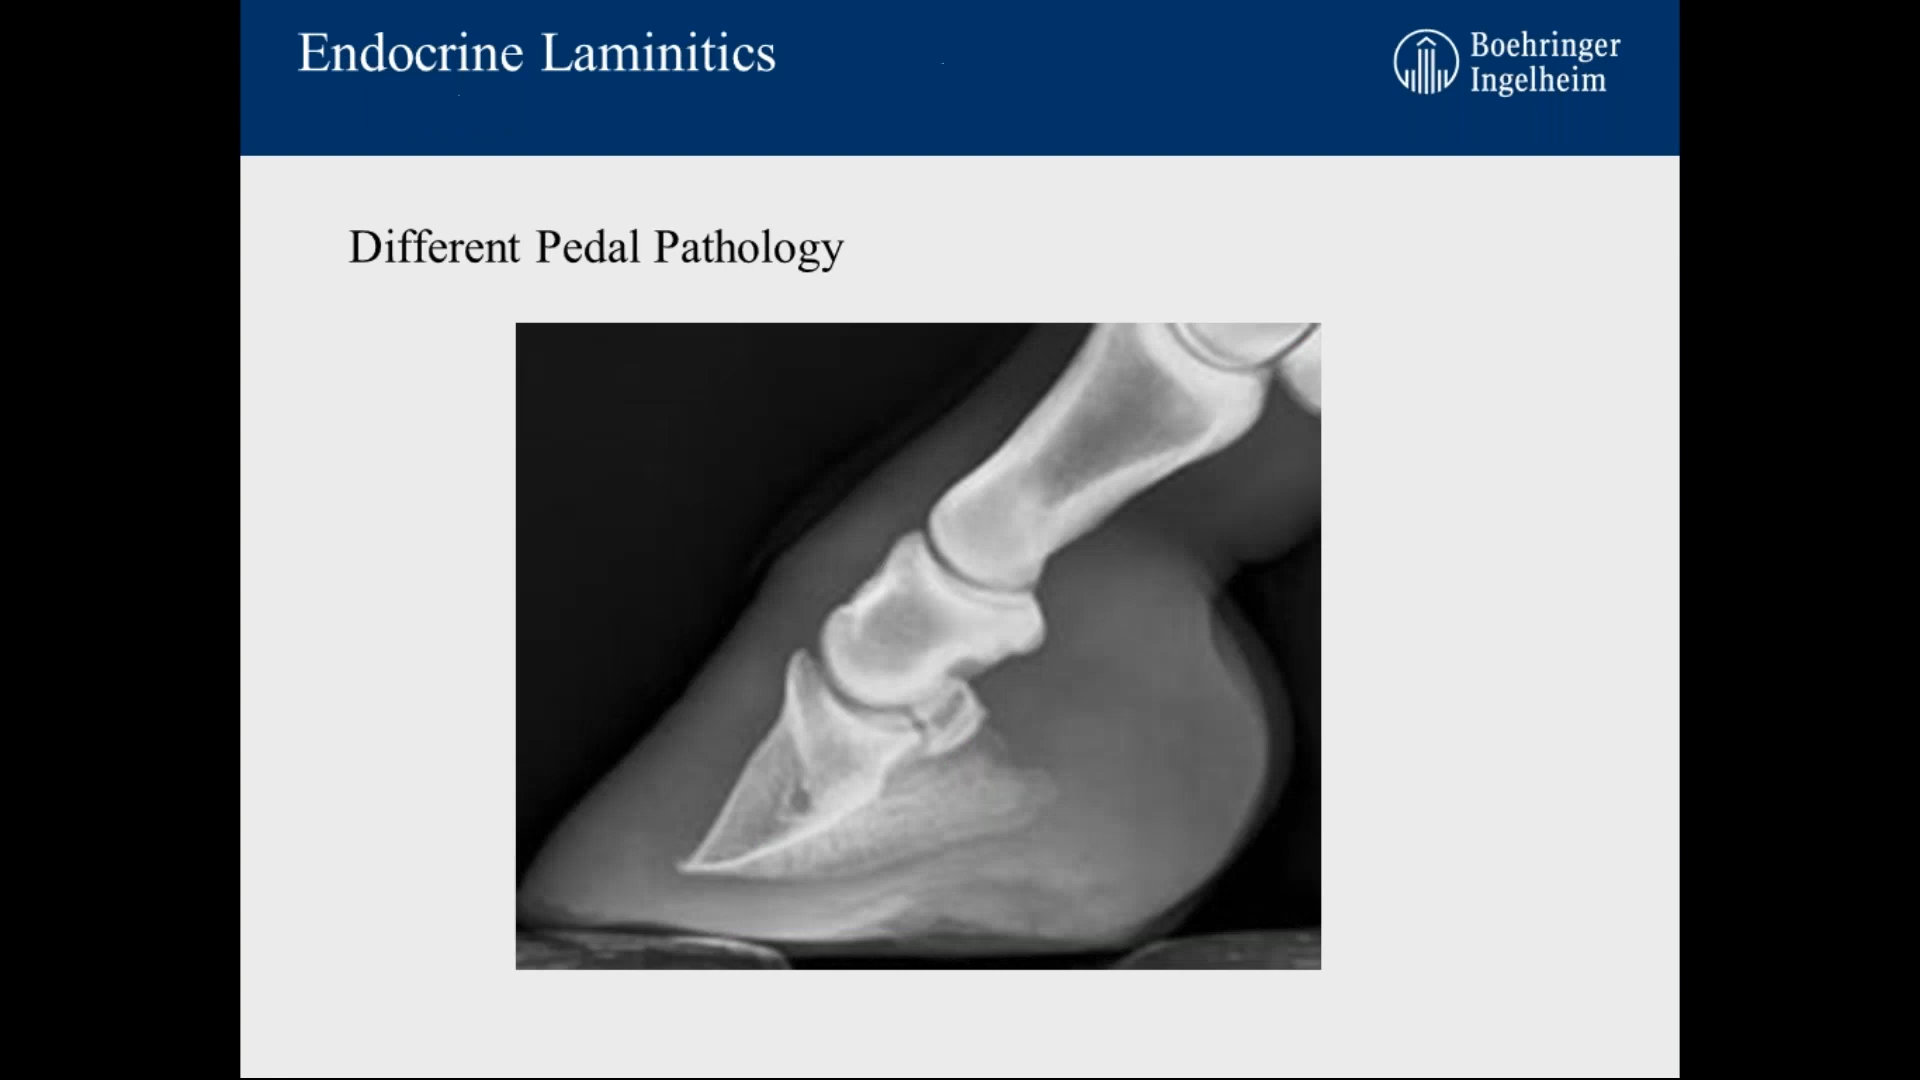 Endocrine Laminitics
Boehringer
Ingelheim
Different Pedal Pathology